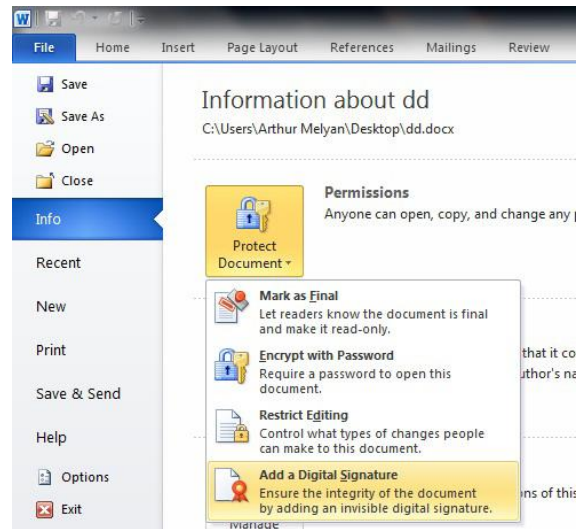 W
File Home Insert Page Layout References Mailings Review
Save
Save As
Open
Close
Info
Recent
New
Print
Save & Send
Help
Options
Exit
Information about dd
C:\Users\Arthur Melyan\Desktop\dd.docx
Permissions
Anyone can open, copy, and change any
Protect
Document
Mark as Final
Let readers know the document is final
and make it read-only.
Encrypt with Password
Require a password to open this
document.
Restrict Editing
Control what types of changes people
can make to this document.
Add a Digital Signature
Ensure the integrity of the document
by adding an invisible digital signature.
that it co
uthor's na
ns of this
Manage